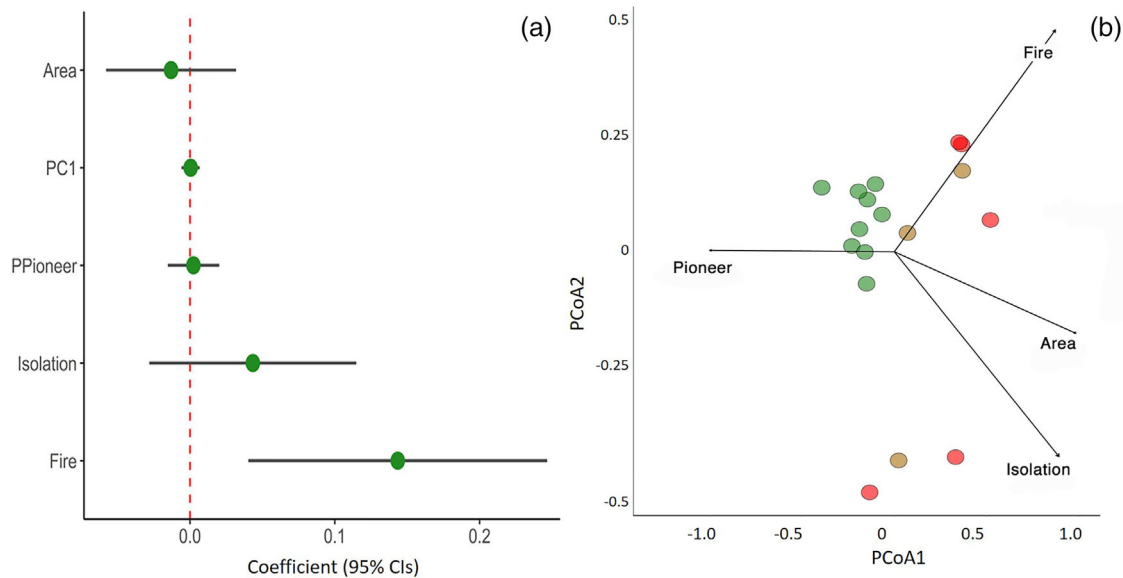 (a)
Area
PC1
PPioneer
Isolation
Fire
0.0 0.1 0.2
Coefficient (95% CIs)
(b)
0.5
0.25
0
-0.25
-0.5
PCoA2
Fire
Pioneer
Area
Isolation
-1.0 -0.5 0 0.5 1.0
PCoA1